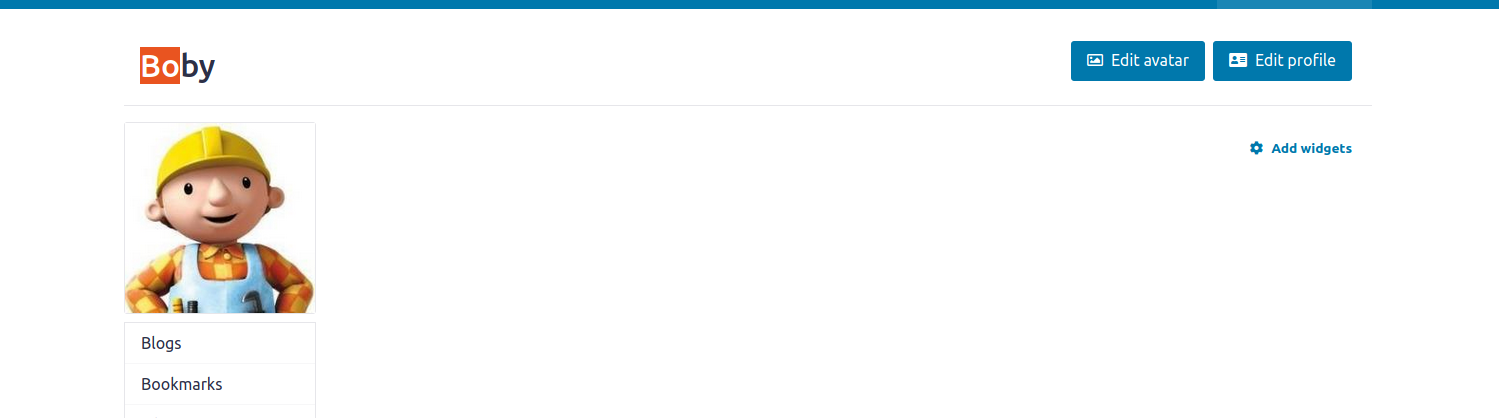 Boby
Edit avatar
Edit profile
Add widgets
Blogs
Bookmarks